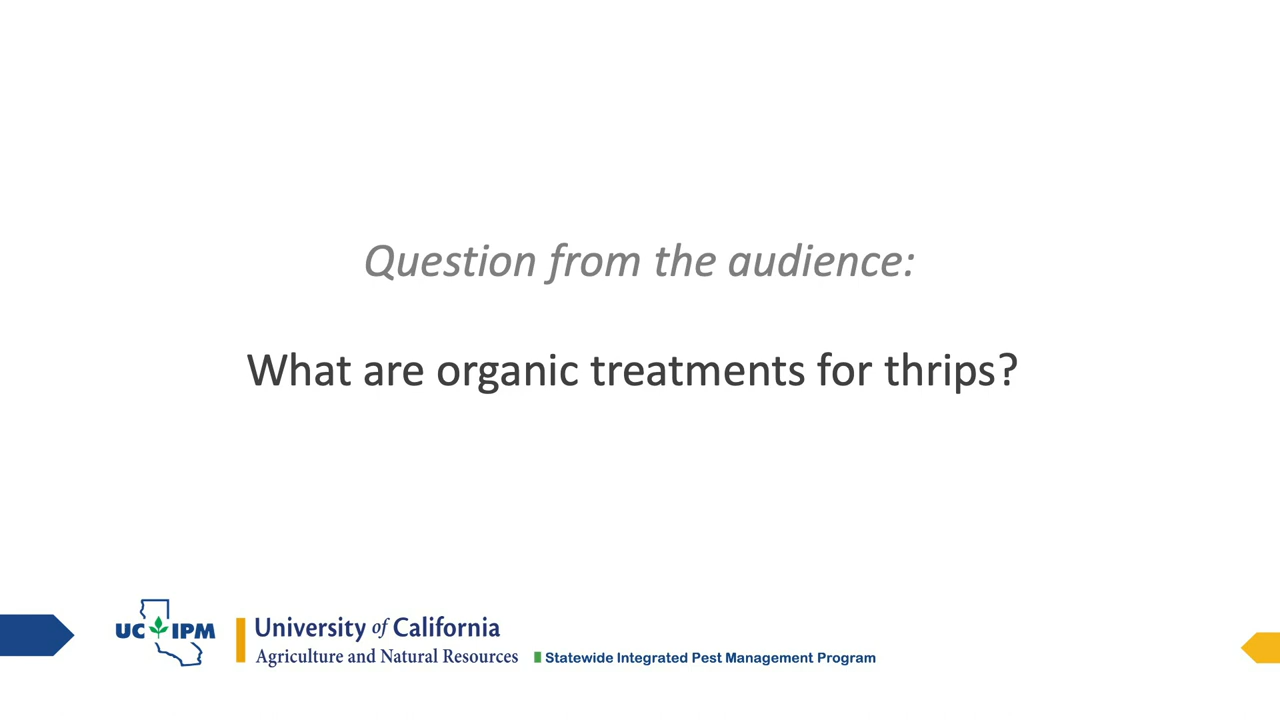 Question from the audience:
What are organic treatments for thrips?
UC IPM
University of California
Agriculture and Natural Resources
Statewide Integrated Pest Management Program